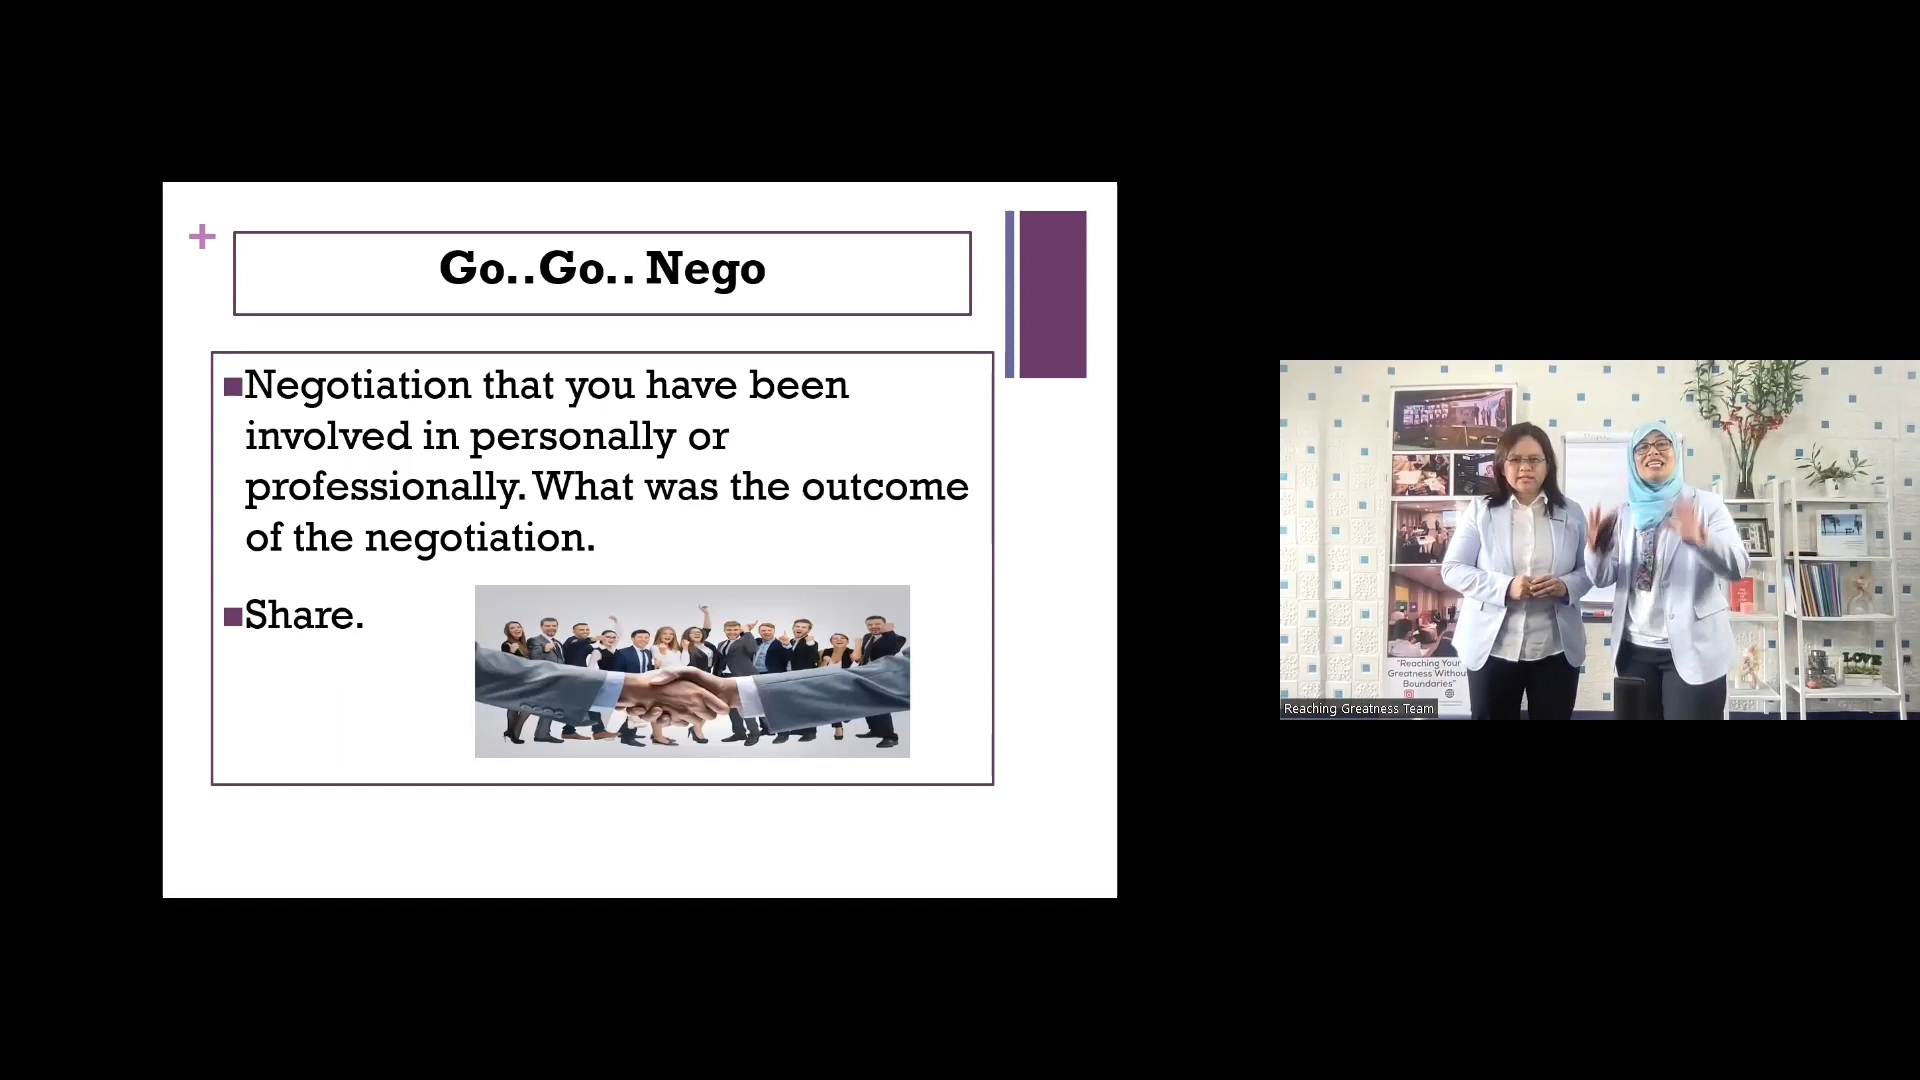 +
Go..Go.. Nego
Negotiation that you have been
involved in personally or
professionally. What was the outcome
of the negotiation.
Share.
"Reaching Your
Greatness Without
Boundaries"
LOVE
Reaching Greatness Team